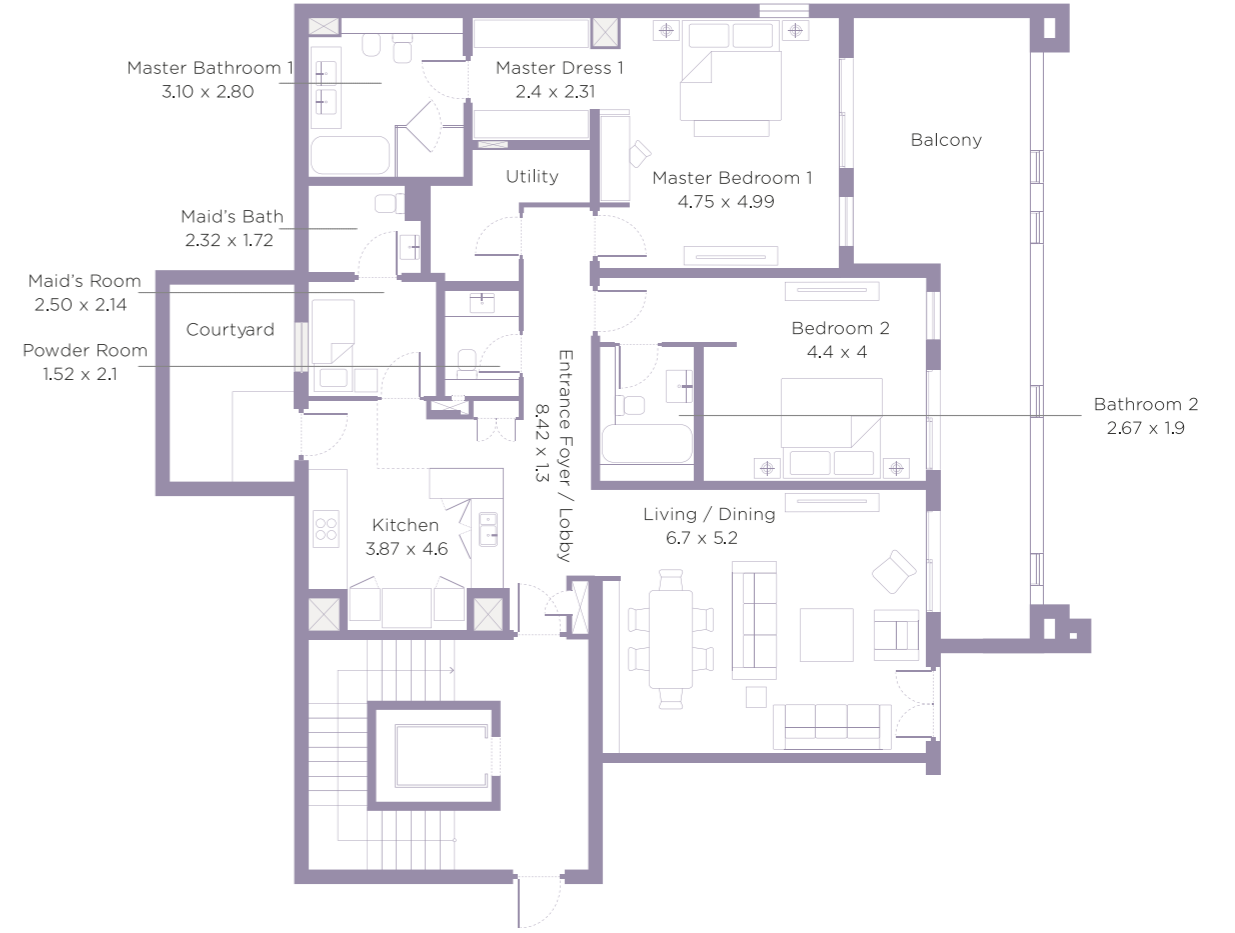 Master Bathroom 1
3.10 x 2.80
Master Dress 1
2.4 x 2.31
Balcony
Utility
Master Bedroom 1
4.75 x 4.99
Maid's Bath
2.32 x 1.72
Maid's Room
2.50 x 2.14
Courtyard
Powder Room
1.52 x 2.1
Entrance Foyer / Lobby
8.42 x 1.3
Bedroom 2
4.4 x 4
Bathroom 2
2.67 x 1.9
Kitchen
3.87 x 4.6
Living / Dining
6.7 x 5.2